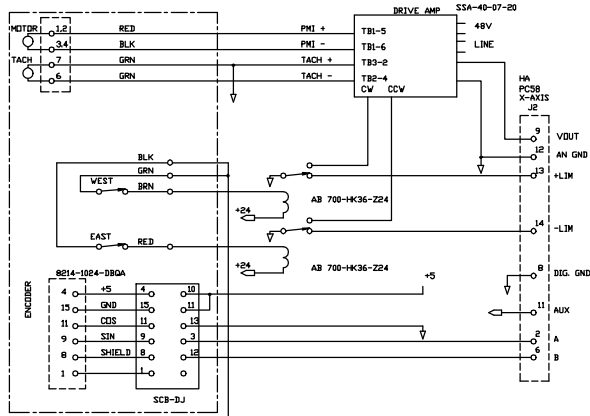 DRIVE AMP SSA-40-07-20
MOTOR 1,2 RED PMI + TB1-5 48V
3,4 BLK PMI - TB1-6 LINE
TACH 7 GRN TACH + TB3-2
6 GRN TACH - TB2-4
CW CCW
HA
PC58
X-AXIS
J2
9 VOUT
12 AN GND
13 +LIM
BLK
GRN
WEST BRN
+24 AB 700-HK36-Z24
14 -LIM
EAST RED
+24 AB 700-HK36-Z24
8 DIG. GND
+5
8214-1024-DBQA
ENCODER
4 +5 4 10
15 GND 15 11
11 COS 11 13
9 SIN 9 3
8 SHIELD 8 12
1 1
11 AUX
2 A
6 B
SCB-DJ